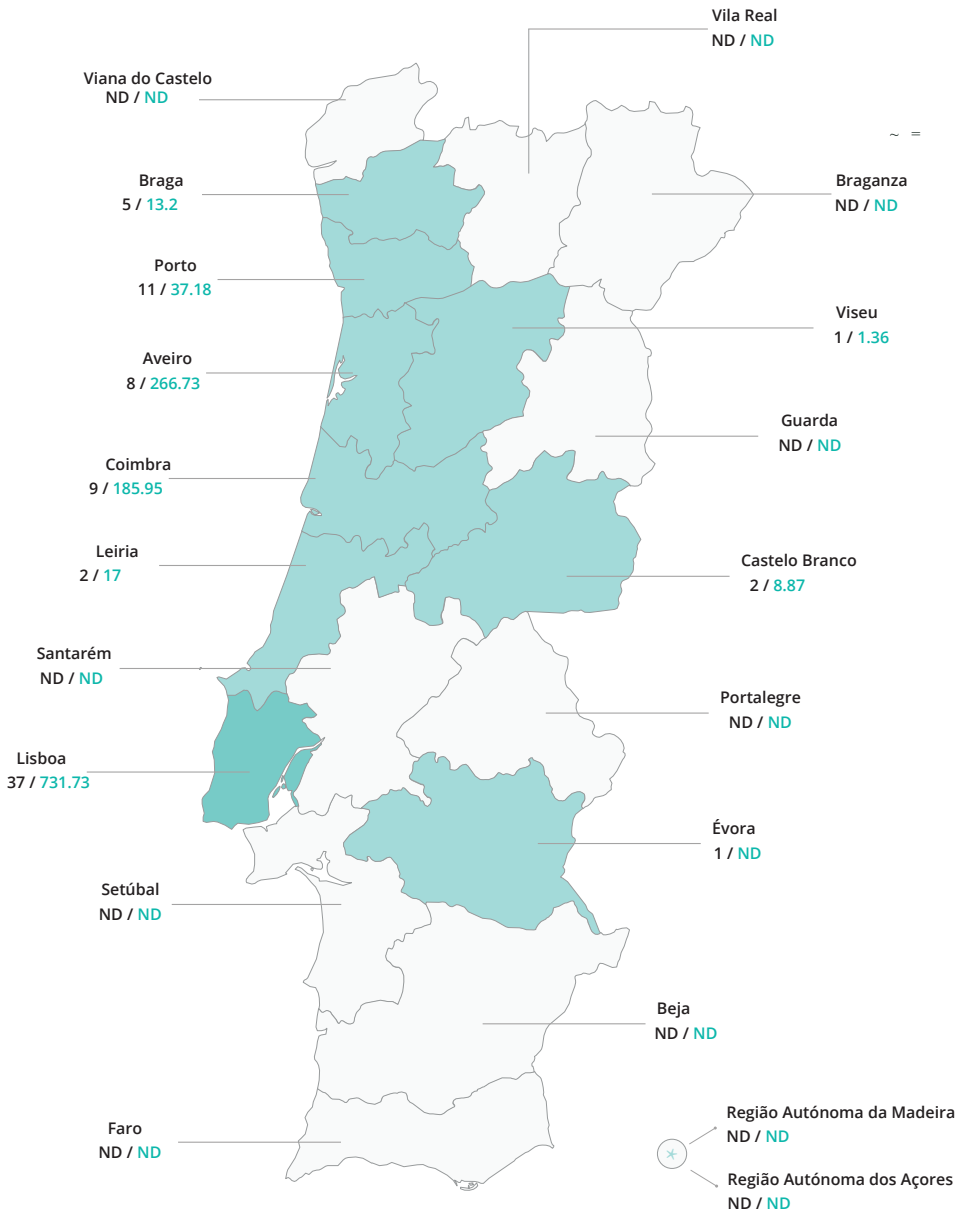 Vila Real
ND / ND
Viana do Castelo
ND / ND
~ =
Braga
5 / 13.2
Braganza
ND / ND
Porto
11 / 37.18
Viseu
1 / 1.36
Aveiro
8 / 266.73
Guarda
ND / ND
Coimbra
9 / 185.95
Leiria
2 / 17
Castelo Branco
2 / 8.87
Santarém
ND / ND
Portalegre
ND / ND
Lisboa
37 / 731.73
Évora
1 / ND
Setúbal
ND / ND
Beja
ND / ND
Faro
ND / ND
Região Autónoma da Madeira
ND / ND
Região Autónoma dos Açores
ND / ND